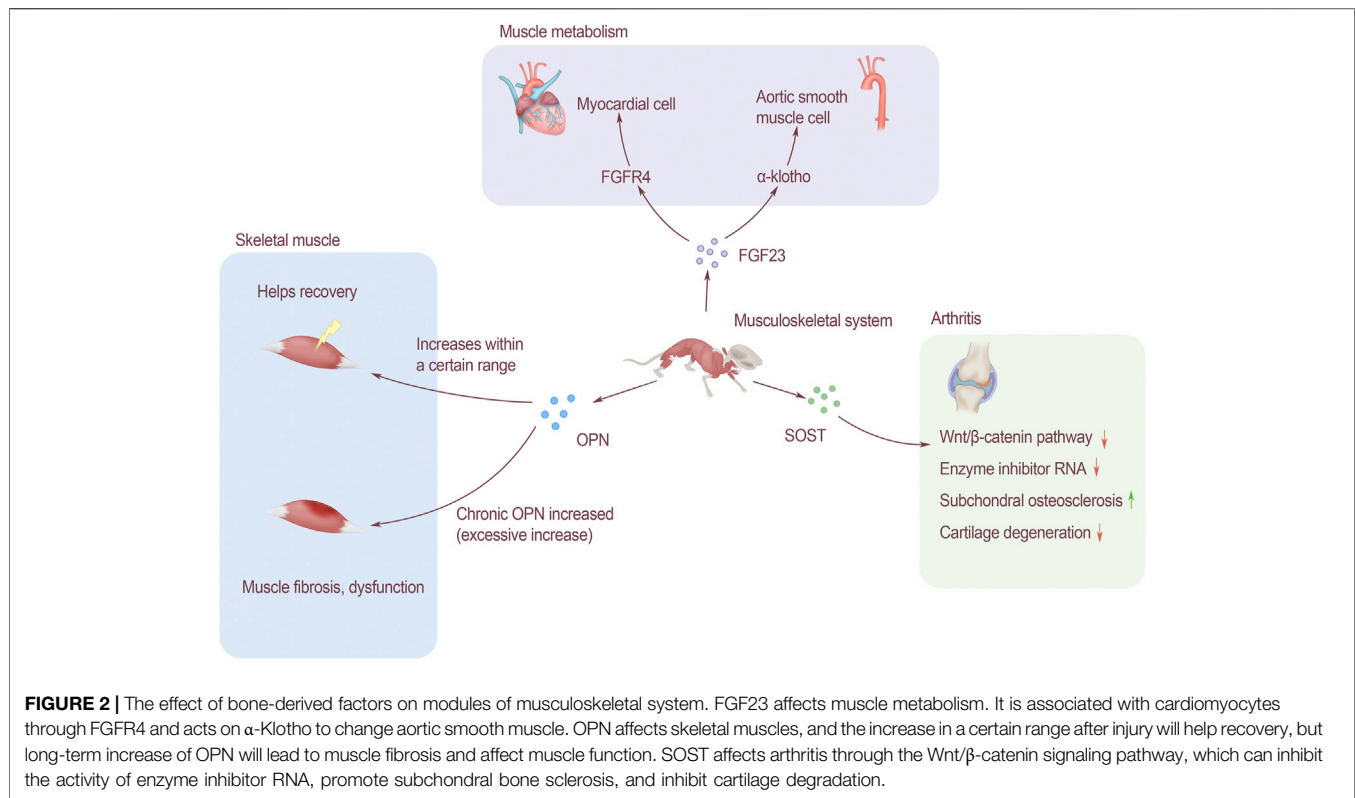 Muscle metabolism
Myocardial cell
Aortic smooth
muscle cell
FGFR4
α-klotho
FGF23
Skeletal muscle
Helps recovery
Increases within
a certain range
Musculoskeletal system
OPN
SOST
Chronic OPN increased
(excessive increase)
Muscle fibrosis, dysfunction
Arthritis
Wnt/β-catenin pathway ↓
Enzyme inhibitor RNA ↓
Subchondral osteosclerosis ↑
Cartilage degeneration ↓
FIGURE 2 | The effect of bone-derived factors on modules of musculoskeletal system. FGF23 affects muscle metabolism. It is associated with cardiomyocytes
through FGFR4 and acts on α-Klotho to change aortic smooth muscle. OPN affects skeletal muscles, and the increase in a certain range after injury will help recovery, but
long-term increase of OPN will lead to muscle fibrosis and affect muscle function. SOST affects arthritis through the Wnt/β-catenin signaling pathway, which can inhibit
the activity of enzyme inhibitor RNA, promote subchondral bone sclerosis, and inhibit cartilage degradation.